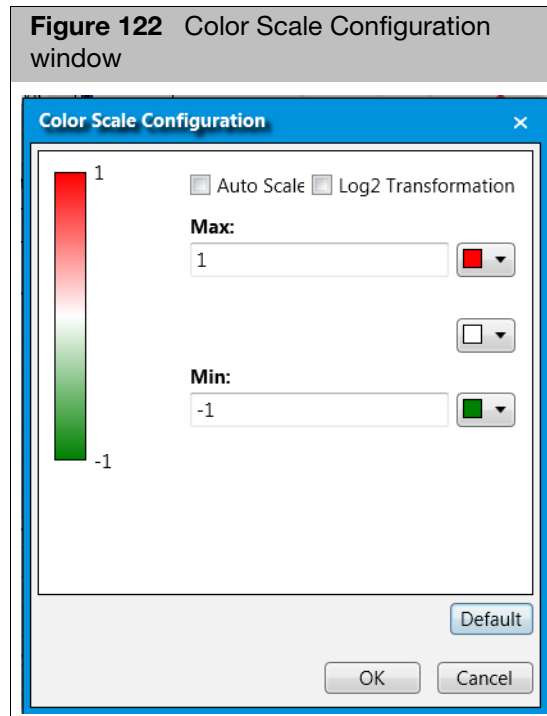 Figure 122 Color Scale Configuration
window
Color Scale Configuration
1
Auto Scale Log2 Transformation
Max:
1
Min:
-1
-1
Default
OK Cancel